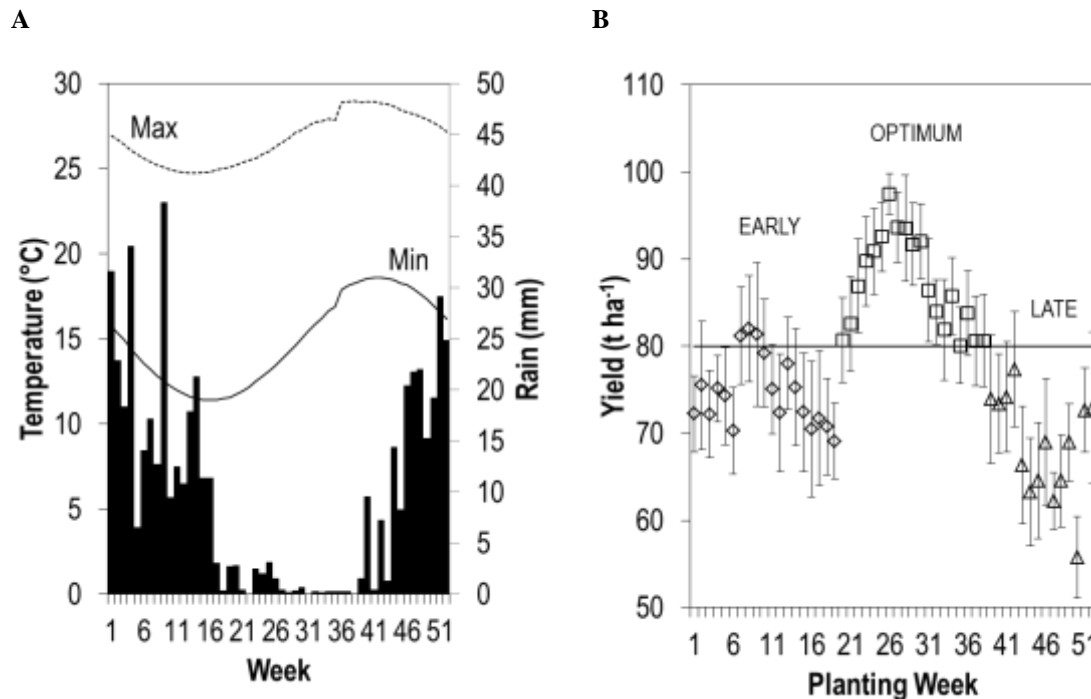 A
B
30
25
20
15
10
5
0
Temperature (°C)
Max
Min
50
45
40
35
30
25
20
15
10
5
0
Rain (mm)
1 6 11 16 21 26 31 36 41 46 51
Week
110
100
90
80
70
60
50
Yield (t ha⁻¹)
OPTIMUM
EARLY
LATE
1 6 11 16 21 26 31 36 41 46 51
Planting Week